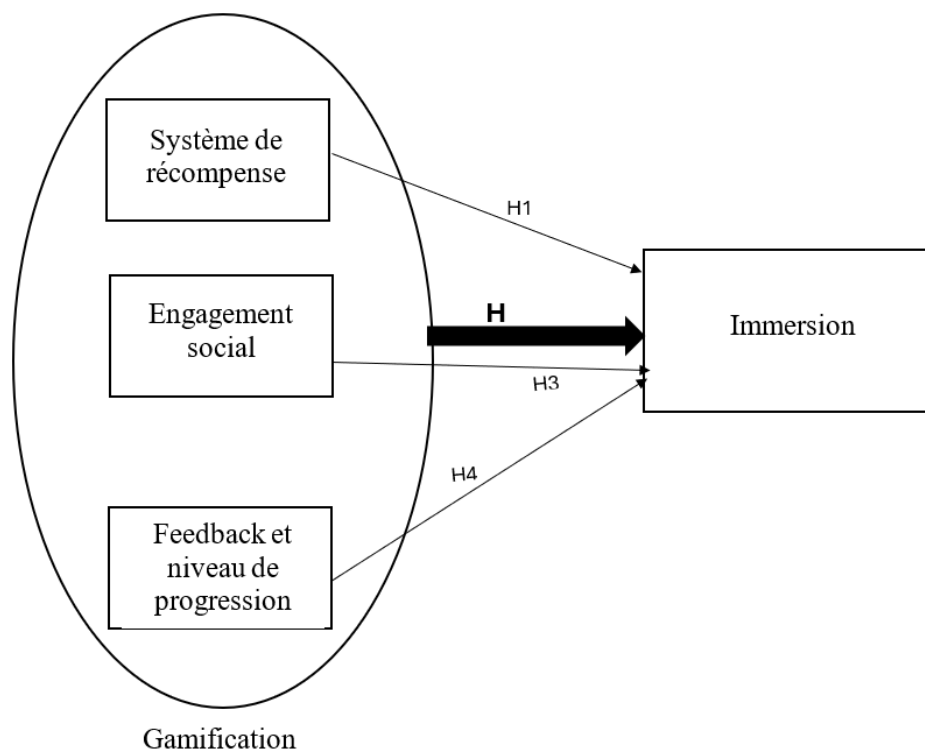 Système de
récompense
H1
Engagement
social
H
Immersion
H3
H4
Feedback et
niveau de
progression
Gamification